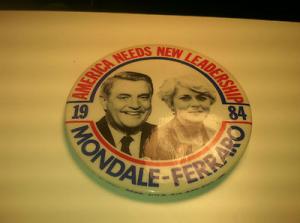 AMERICA NEEDS NEW LEADERSHIP
19 84
MONDALE-FERRARO